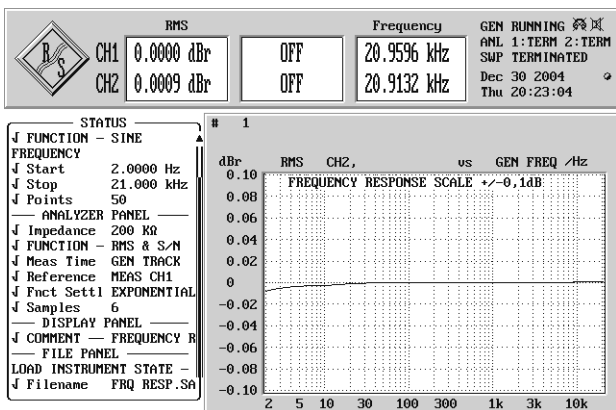 RMS
Frequency
CH1 0.0000 dBr OFF 20.9596 kHz
CH2 0.0009 dBr OFF 20.9132 kHz
GEN RUNNING
ANL 1:TERM 2:TERM
SWP TERMINATED
Dec 30 2004
Thu 20:23:04
R S
STATUS
FUNCTION - SINE
FREQUENCY
Start 2.0000 Hz
Stop 21.000 kHz
Points 50
ANALYZER PANEL
Impedance 200 KΩ
FUNCTION - RMS & S/N
Meas Time GEN TRACK
Reference MEAS CH1
Fnct Settl EXPONENTIAL
Samples 6
DISPLAY PANEL
COMMENT — FREQUENCY R
FILE PANEL
LOAD INSTRUMENT STATE -
Filename FRQ RESP.SA
# 1
dBr RMS CH2, vs GEN FREQ /Hz
FREQUENCY RESPONSE SCALE +/-0,1dB
0.10
0.08
0.06
0.04
0.02
0
-0.02
-0.04
-0.06
-0.08
-0.10
2 5 10 30 100 300 1k 3k 10k